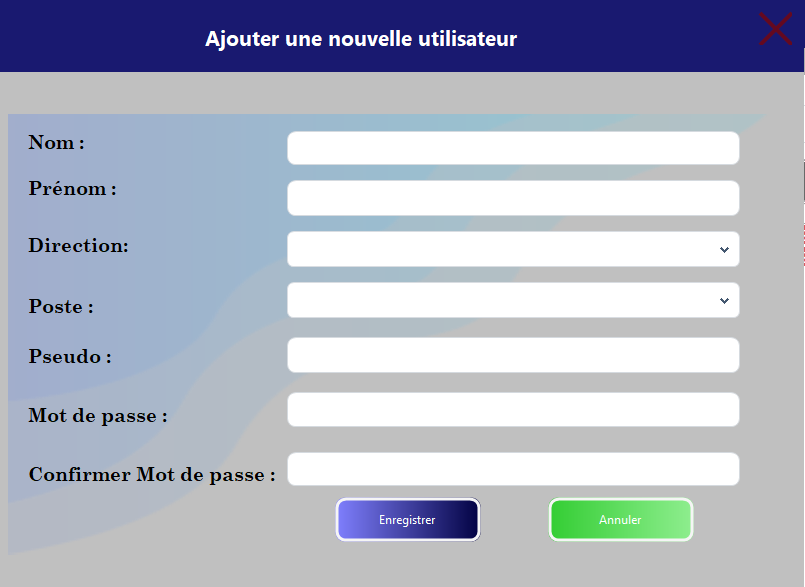 Ajouter une nouvelle utilisateur
Nom :
Prénom :
Direction:
Poste :
Pseudo :
Mot de passe :
Confirmer Mot de passe :
Enregistrer
Annuler